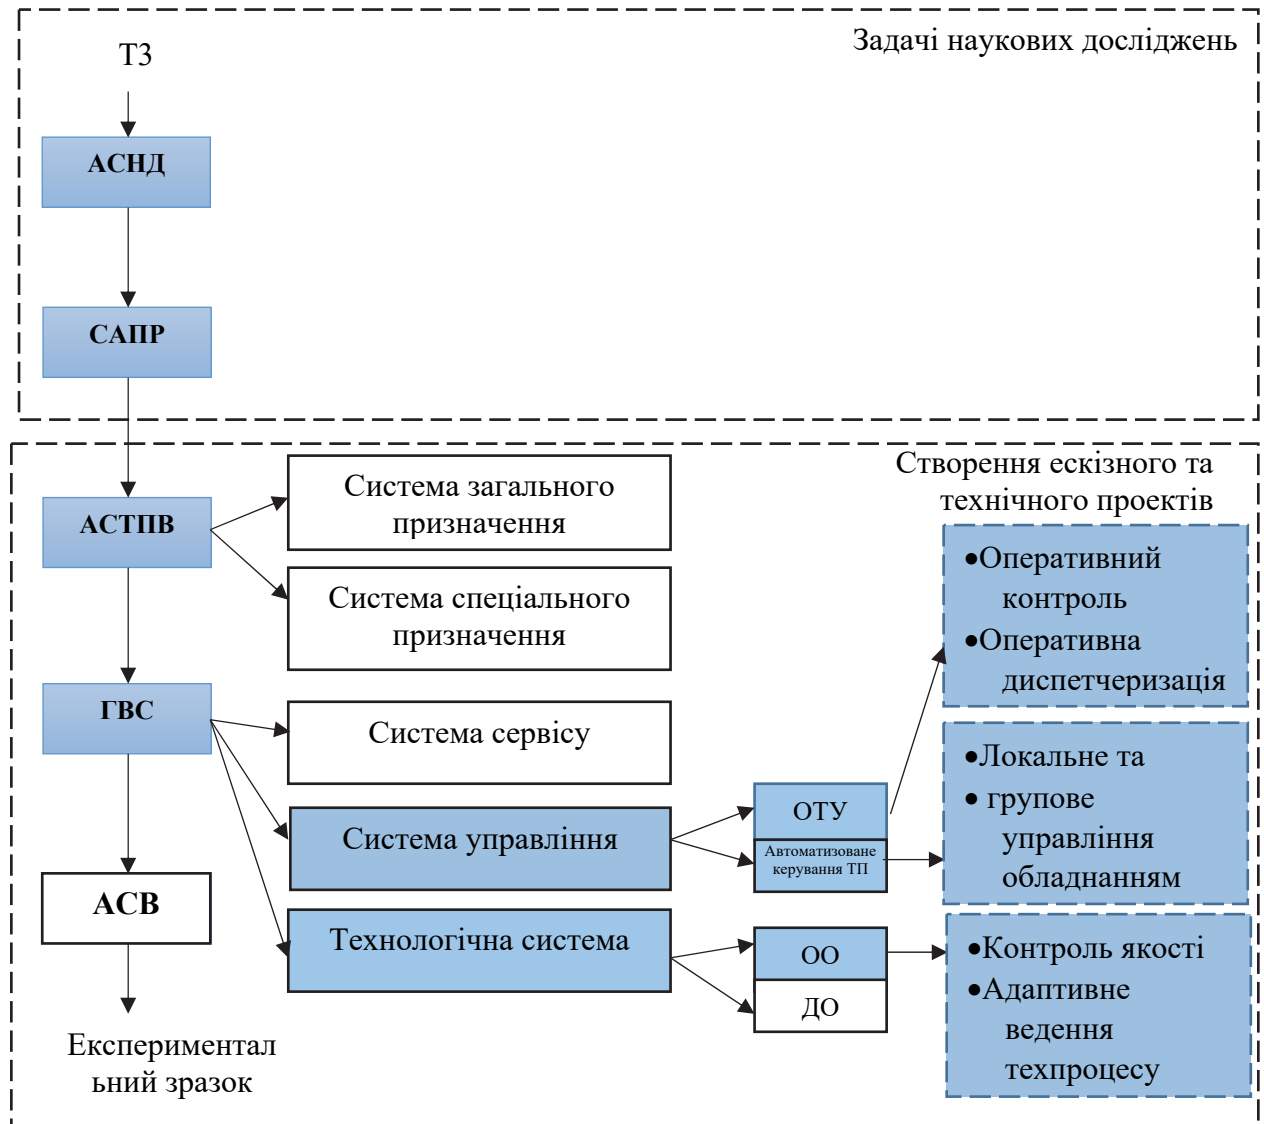 Задачі наукових досліджень
ТЗ
АСНД
САПР
Створення ескізного та
технічного проектів
АСТПВ
Система загального
призначення
Система спеціального
призначення
•Оперативний
контроль
•Оперативна
диспетчеризація
ГВС
Система сервісу
•Локальне та
• групове
управління
обладнанням
Система управління
ОТУ
Автоматизоване
керування ТП
АСВ
Технологічна система
ОО
ДО
•Контроль якості
•Адаптивне
ведення
техпроцесу
Експериментал
ьний зразок